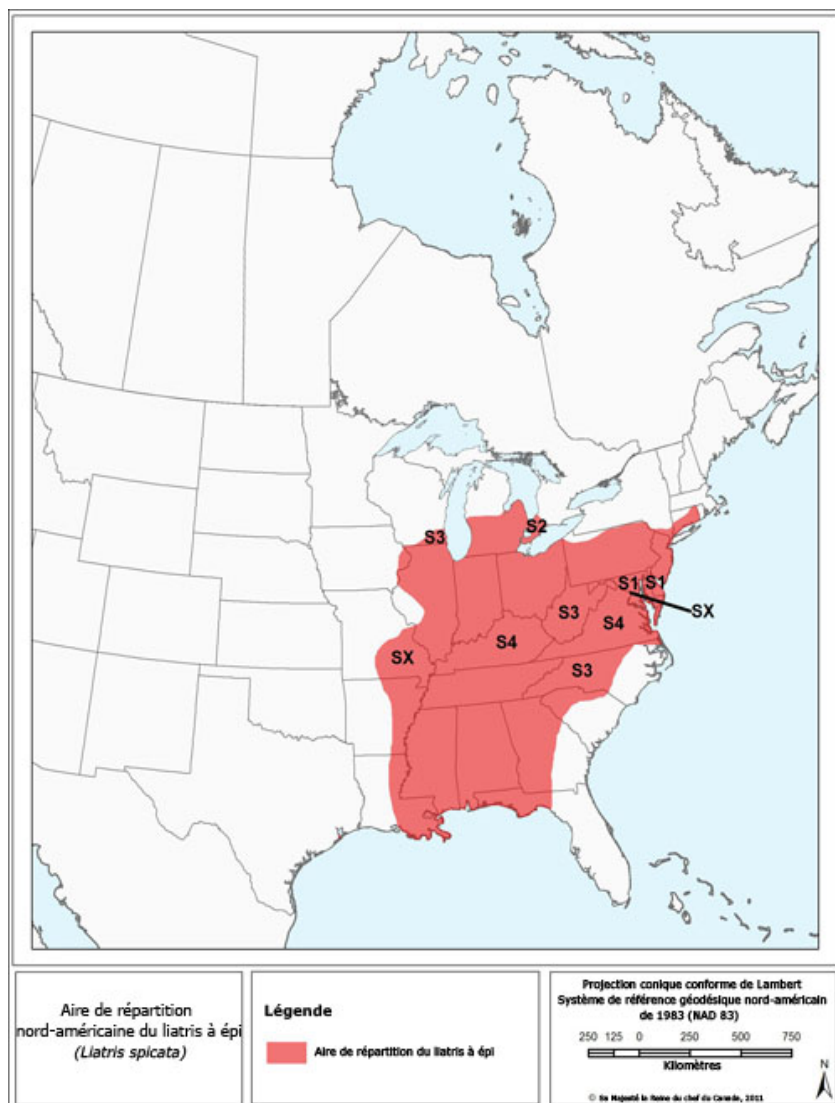 S3
S2
S1
S1
SX
S3
S4
S4
SX
S3
Aire de répartition
nord-américaine du liatris à épi
(Liatris spicata)
Légende
Aire de répartition du liatris à épi
Projection conique conforme de Lambert
Système de référence géodésique nord-américain
de 1983 (NAD 83)
250 125 0 250 500 750
Kilomètres
N
© Sa Majesté la Reine du chef du Canada, 2011